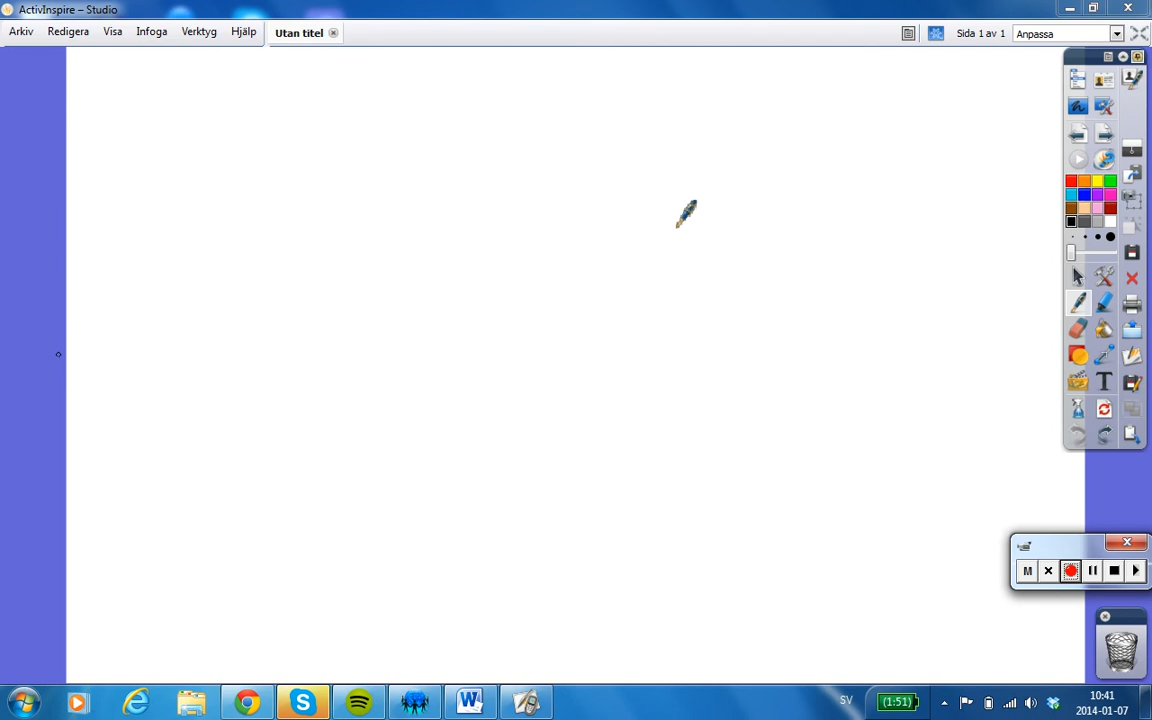 ActivInspire – Studio
Arkiv Redigera Visa Infoga Verktyg Hjälp Utan titel Sida 1 av 1 Anpassa
T
M
SV (1:51) 10:41
2014-01-07